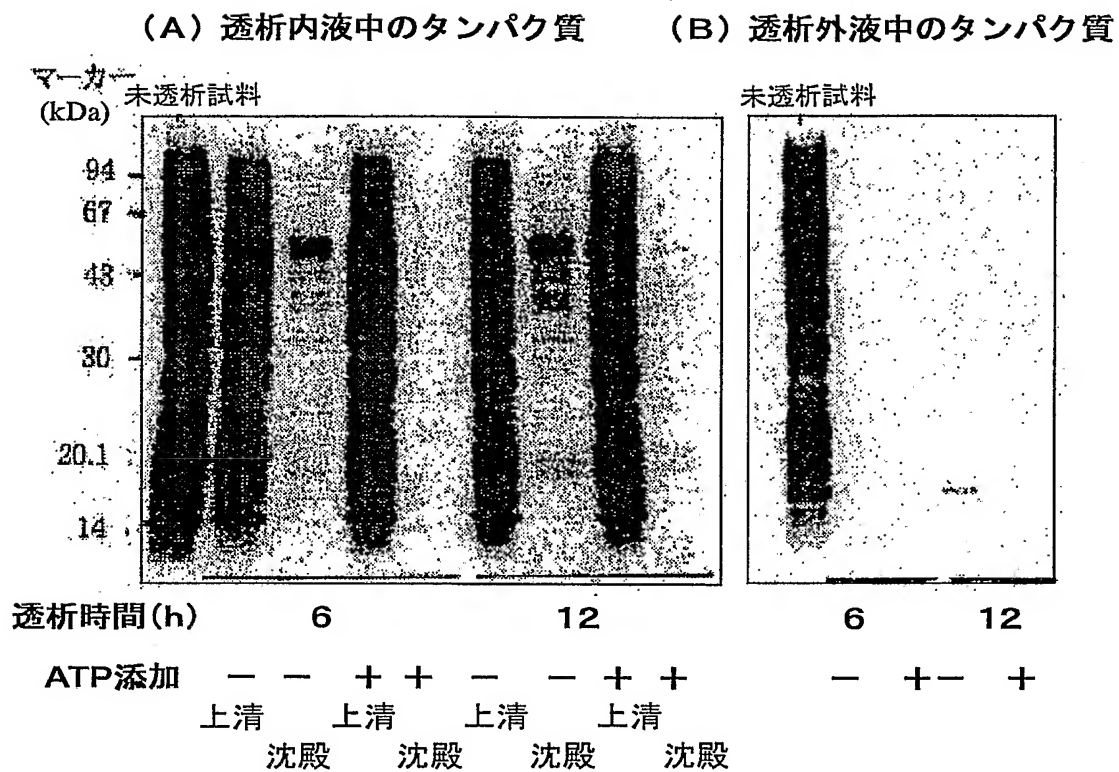 (A) 透析内液中のタンパク質
(B) 透析外液中のタンパク質
マーカー
(kDa)
未透析試料
未透析試料
94
67
43
30
20.1
14
透析時間(h) 6 12 6 12
ATP添加 − − + + − − + + − + − +
上清 上清 上清 上清
沈殿 沈殿 沈殿 沈殿